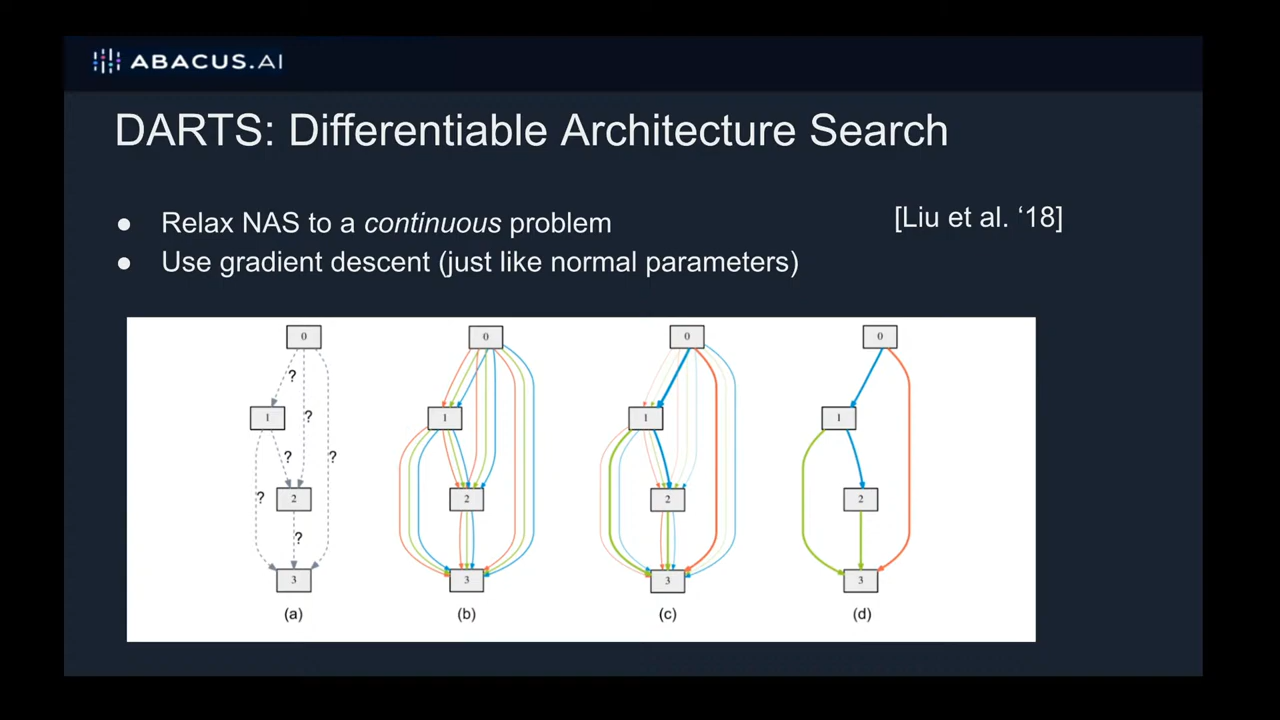 ABACUS.AI
DARTS: Differentiable Architecture Search
● Relax NAS to a continuous problem
[Liu et al. ‘18]
● Use gradient descent (just like normal parameters)
0 0 0 0
?
1 ? 1 1 1
? ?
? 2 2 2 2
?
3 3 3 3
(a) (b) (c) (d)